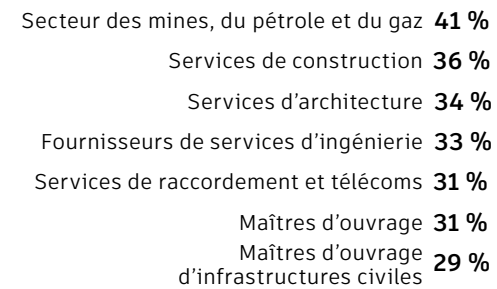 Secteur des mines, du pétrole et du gaz 41 %
Services de construction 36 %
Services d’architecture 34 %
Fournisseurs de services d’ingénierie 33 %
Services de raccordement et télécoms 31 %
Maîtres d’ouvrage 31 %
Maîtres d’ouvrage
d’infrastructures civiles 29 %